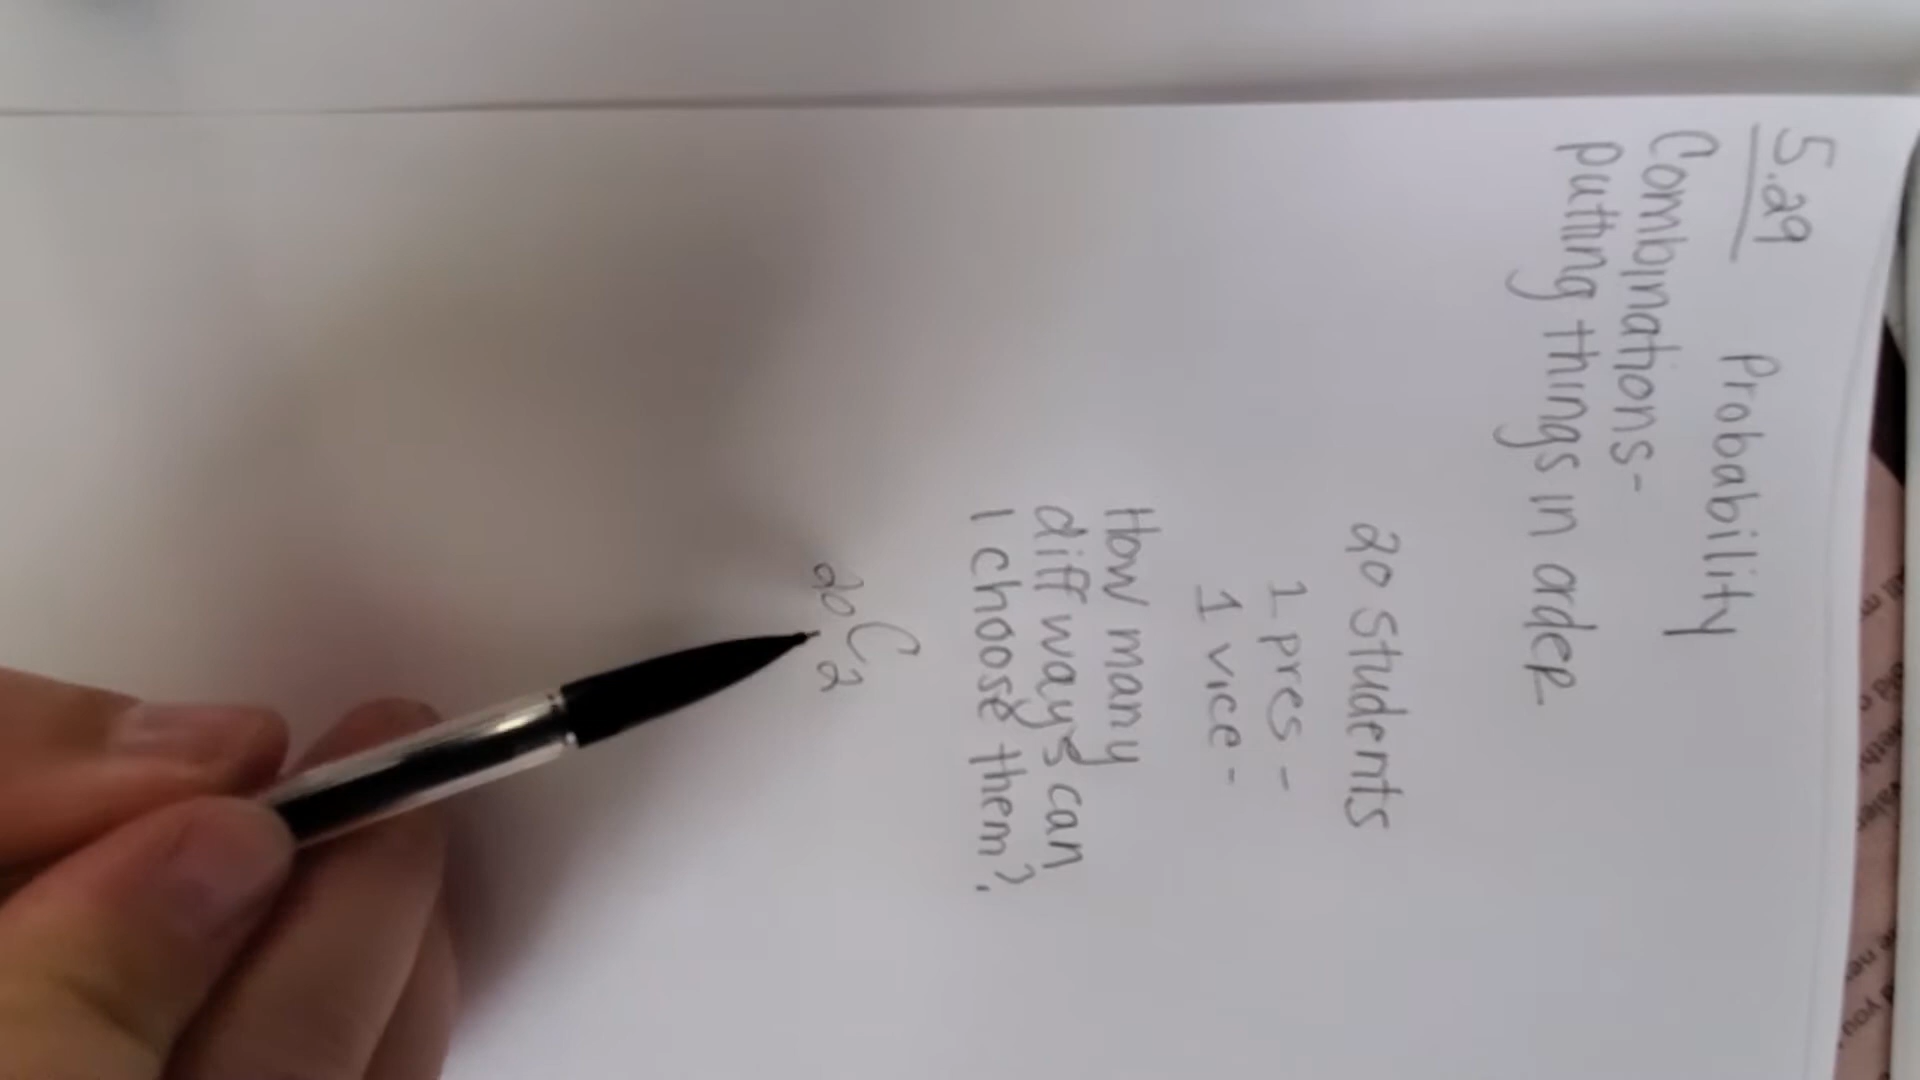 5.29 Probability
Combinations-
putting things in order
20 students
1 pres -
1 vice -
How many
diff ways can
I choose them?
20C2